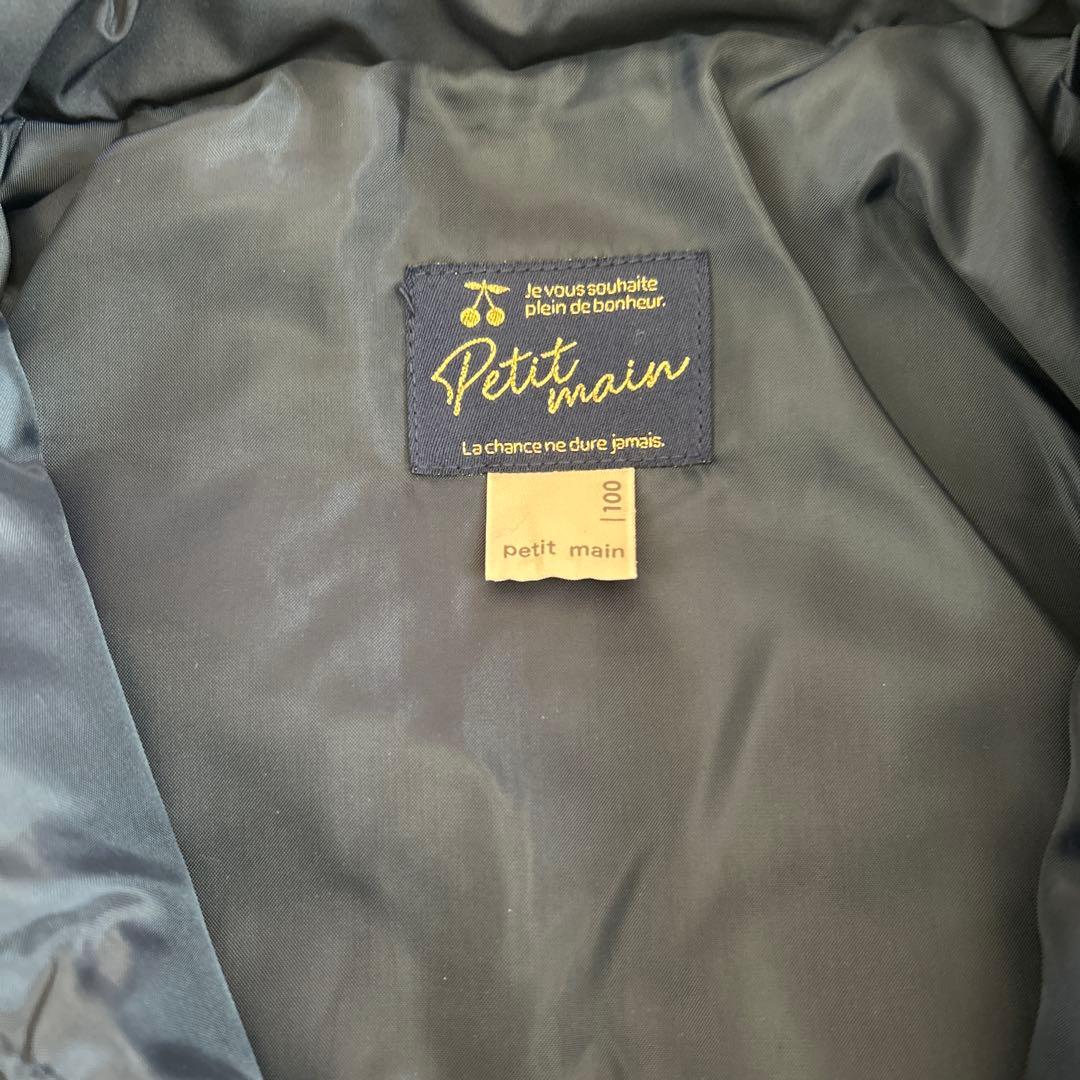 Je vous souhaite
plein de bonheur.
Petit
main
La chance ne dure jamais.
100
petit main